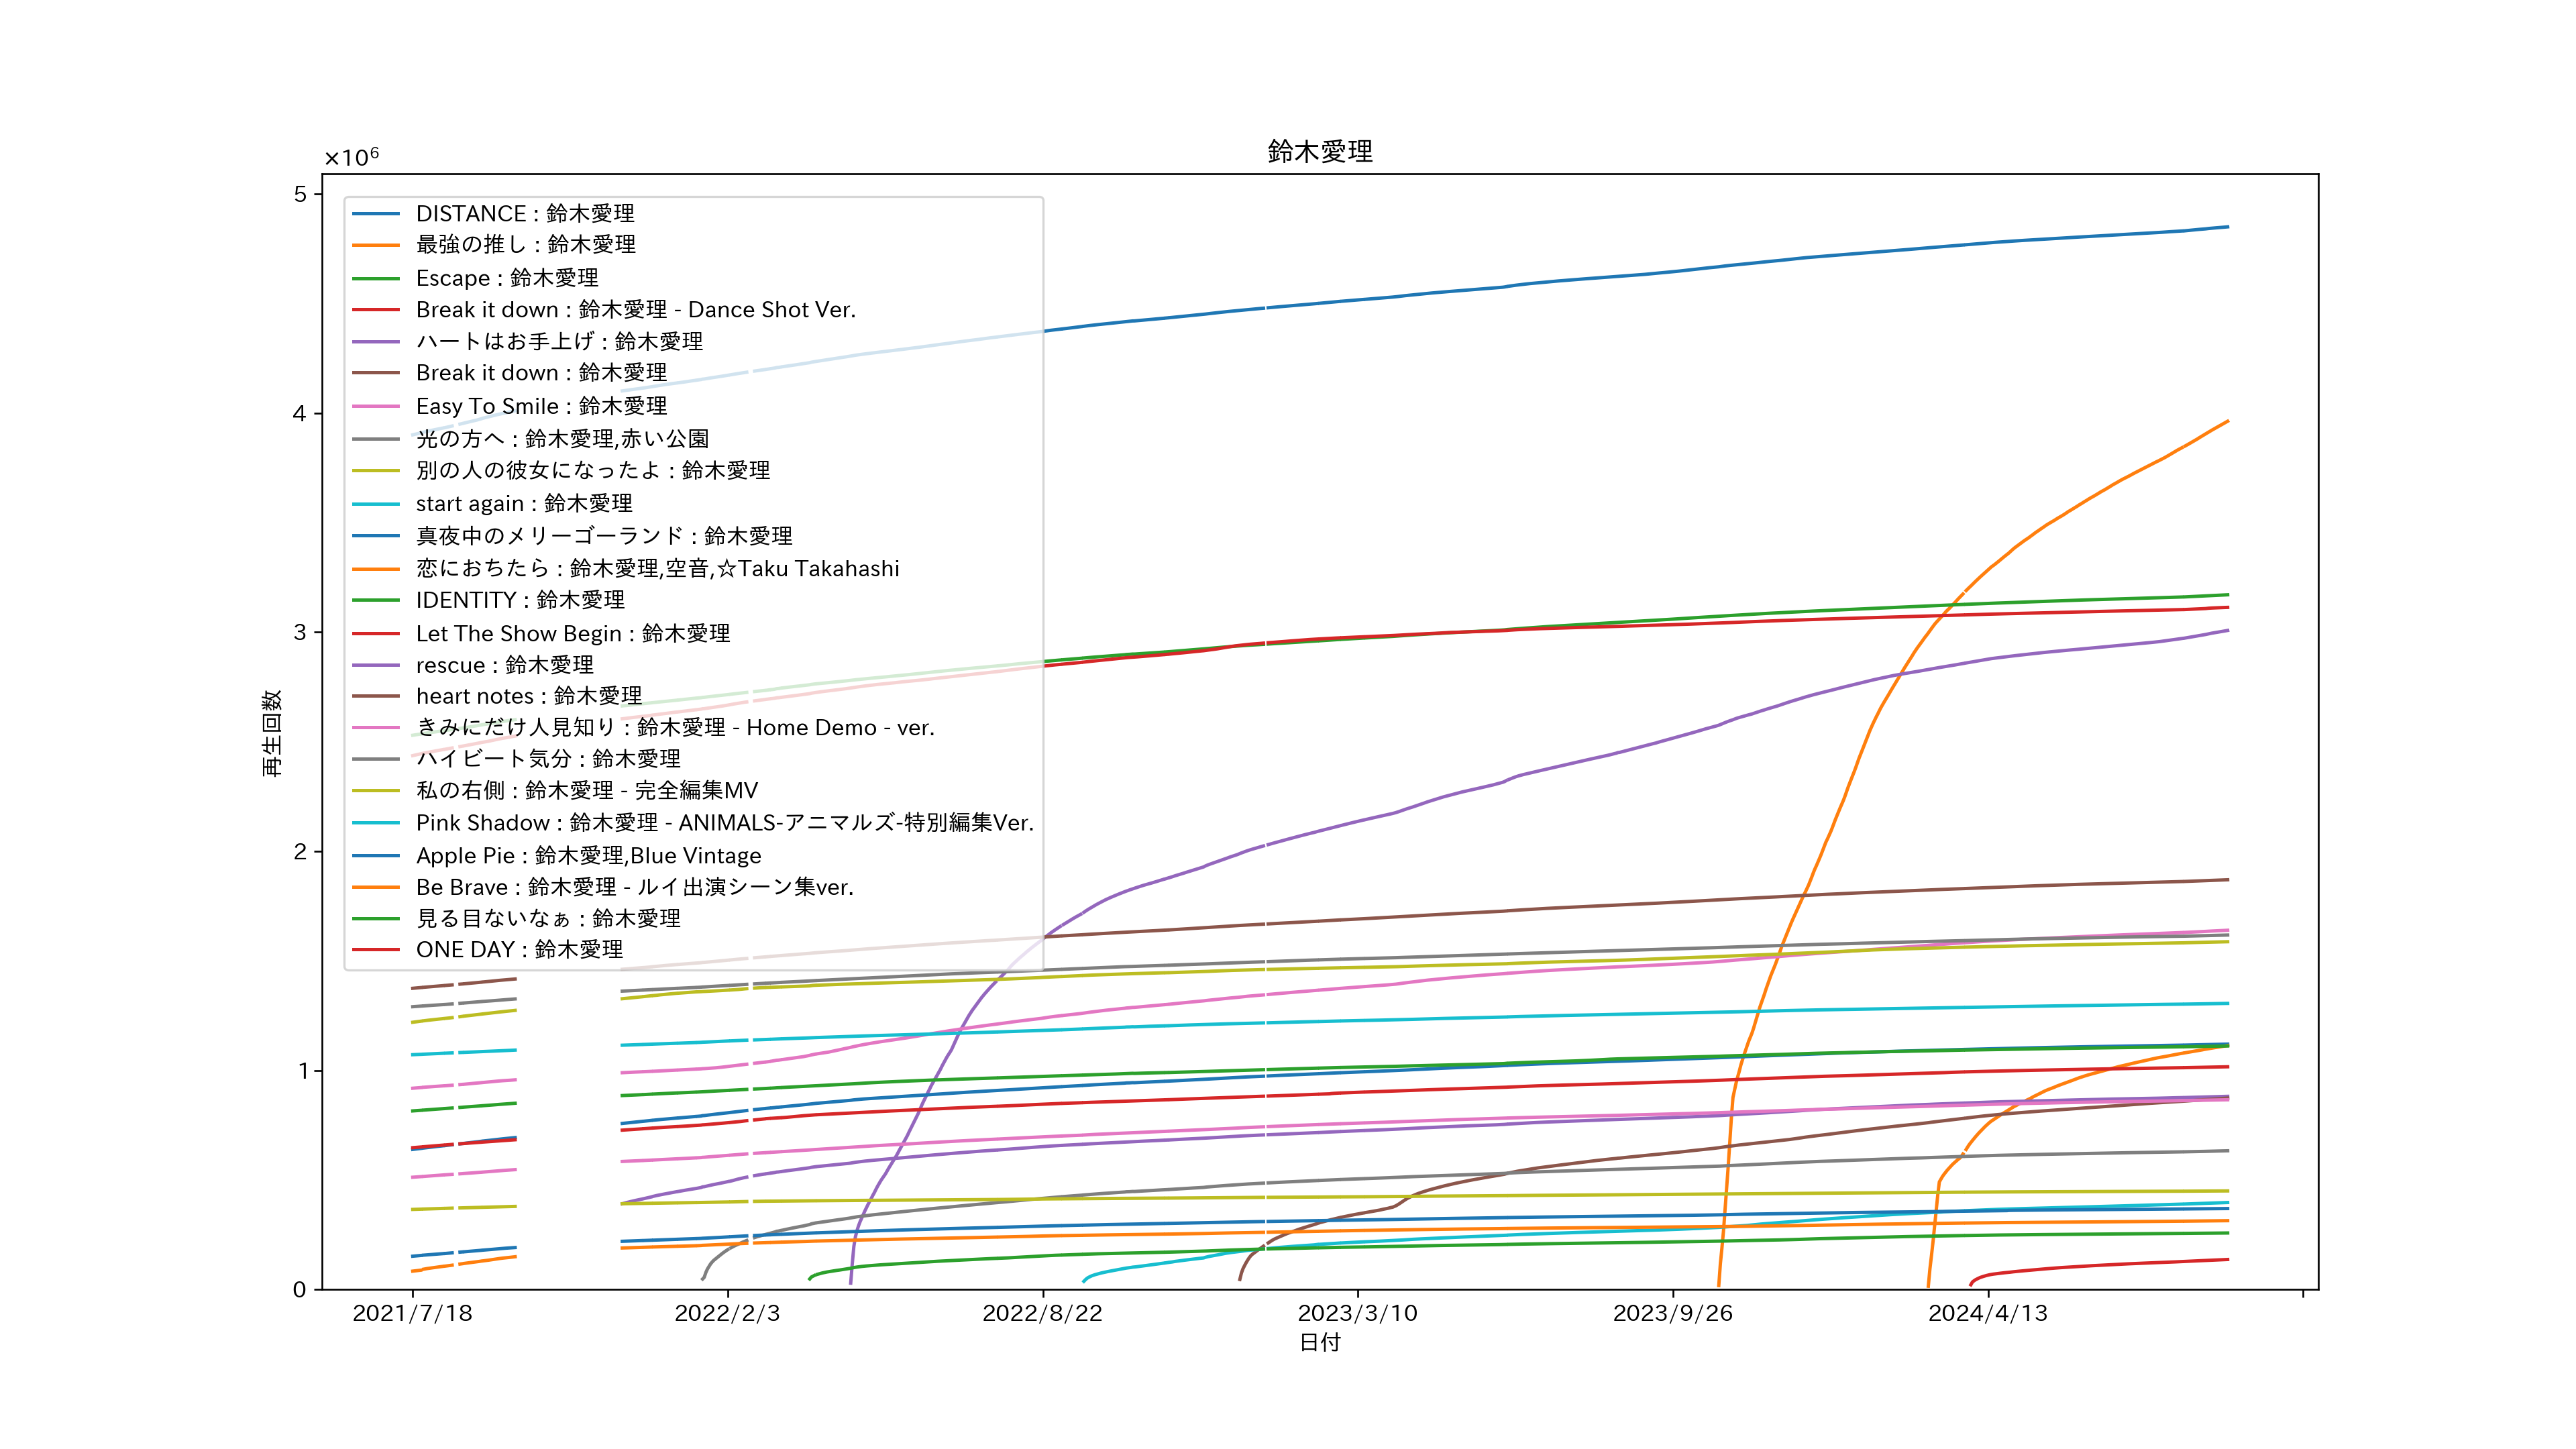 鈴木愛理
×10⁶
5
4
3
2
1
0
再生回数
DISTANCE : 鈴木愛理
最強の推し : 鈴木愛理
Escape : 鈴木愛理
Break it down : 鈴木愛理 - Dance Shot Ver.
ハートはお手上げ : 鈴木愛理
Break it down : 鈴木愛理
Easy To Smile : 鈴木愛理
光の方へ : 鈴木愛理,赤い公園
別の人の彼女になったよ : 鈴木愛理
start again : 鈴木愛理
真夜中のメリーゴーランド : 鈴木愛理
恋におちたら : 鈴木愛理,空音,☆Taku Takahashi
IDENTITY : 鈴木愛理
Let The Show Begin : 鈴木愛理
rescue : 鈴木愛理
heart notes : 鈴木愛理
きみにだけ人見知り : 鈴木愛理 - Home Demo - ver.
ハイビート気分 : 鈴木愛理
私の右側 : 鈴木愛理 - 完全編集MV
Pink Shadow : 鈴木愛理 - ANIMALS-アニマルズ-特別編集Ver.
Apple Pie : 鈴木愛理,Blue Vintage
Be Brave : 鈴木愛理 - ルイ出演シーン集ver.
見る目ないなぁ : 鈴木愛理
ONE DAY : 鈴木愛理
2021/7/18
2022/2/3
2022/8/22
2023/3/10
2023/9/26
2024/4/13
日付